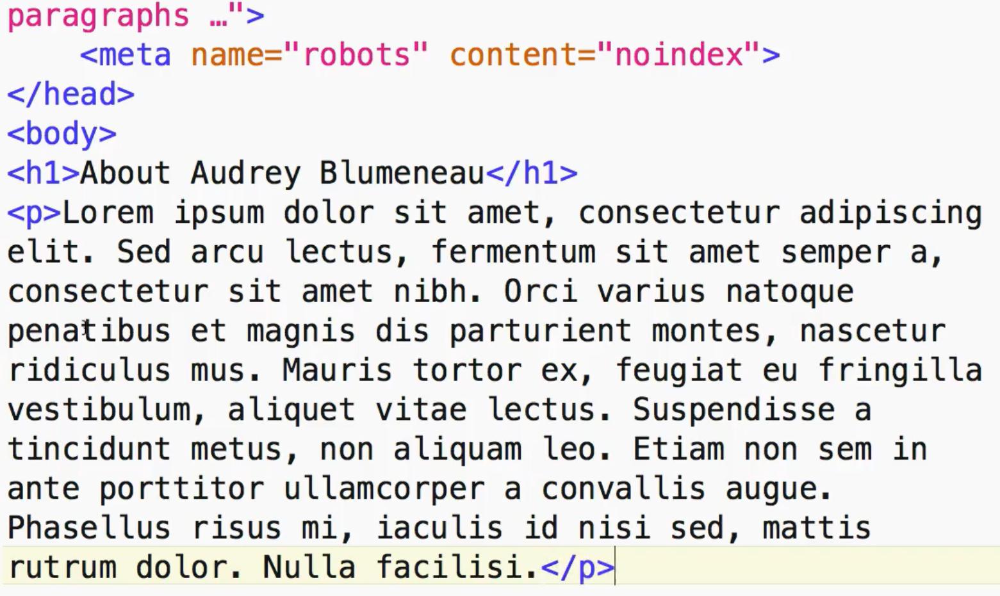 paragraphs …">
<meta name="robots" content="noindex">
</head>
<body>
<h1>About Audrey Blumeneau</h1>
<p>Lorem ipsum dolor sit amet, consectetur adipiscing
elit. Sed arcu lectus, fermentum sit amet semper a,
consectetur sit amet nibh. Orci varius natoque
penatibus et magnis dis parturient montes, nascetur
ridiculus mus. Mauris tortor ex, feugiat eu fringilla
vestibulum, aliquet vitae lectus. Suspendisse a
tincidunt metus, non aliquam leo. Etiam non sem in
ante porttitor ullamcorper a convallis augue.
Phasellus risus mi, iaculis id nisi sed, mattis
rutrum dolor. Nulla facilisi.</p>